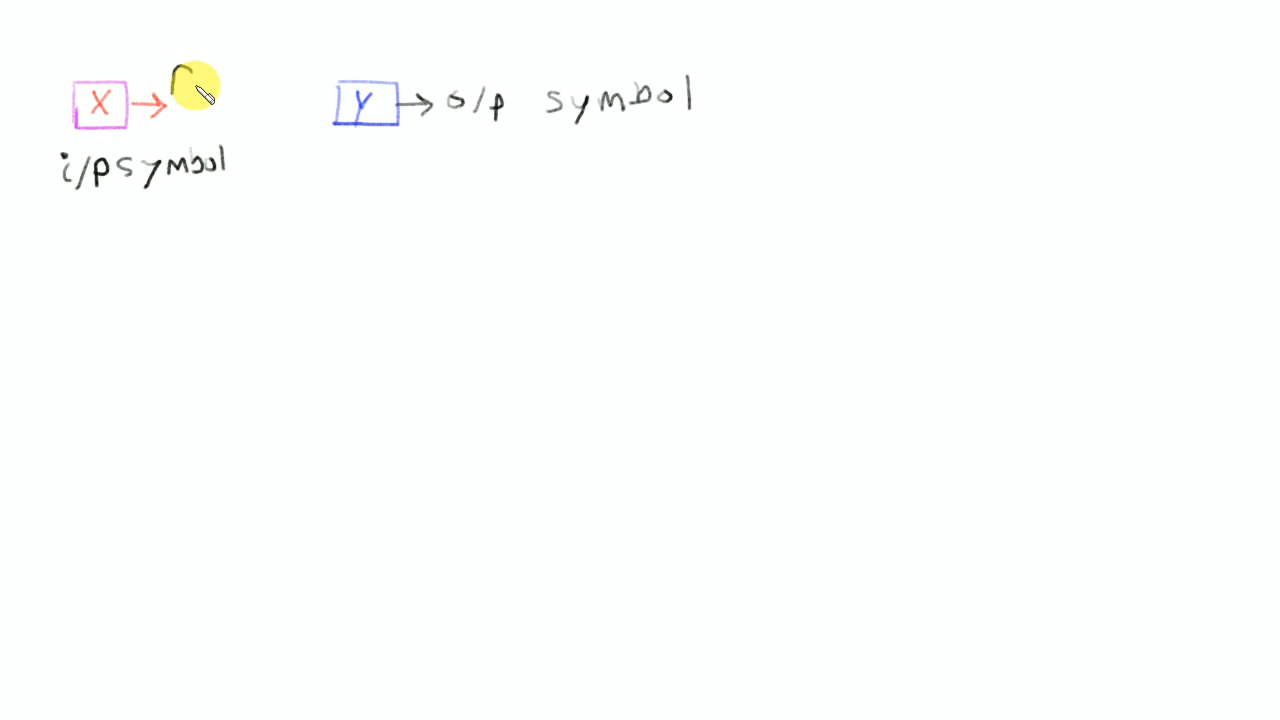 X → Y → o/p symbol
i/p symbol